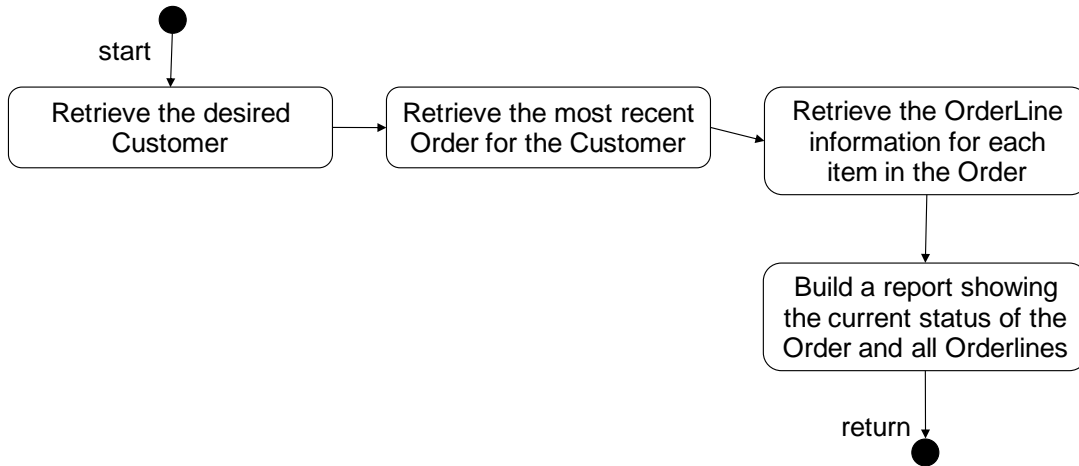 start
Retrieve the desired
Customer
Retrieve the most recent
Order for the Customer
Retrieve the OrderLine
information for each
item in the Order
Build a report showing
the current status of the
Order and all Orderlines
return